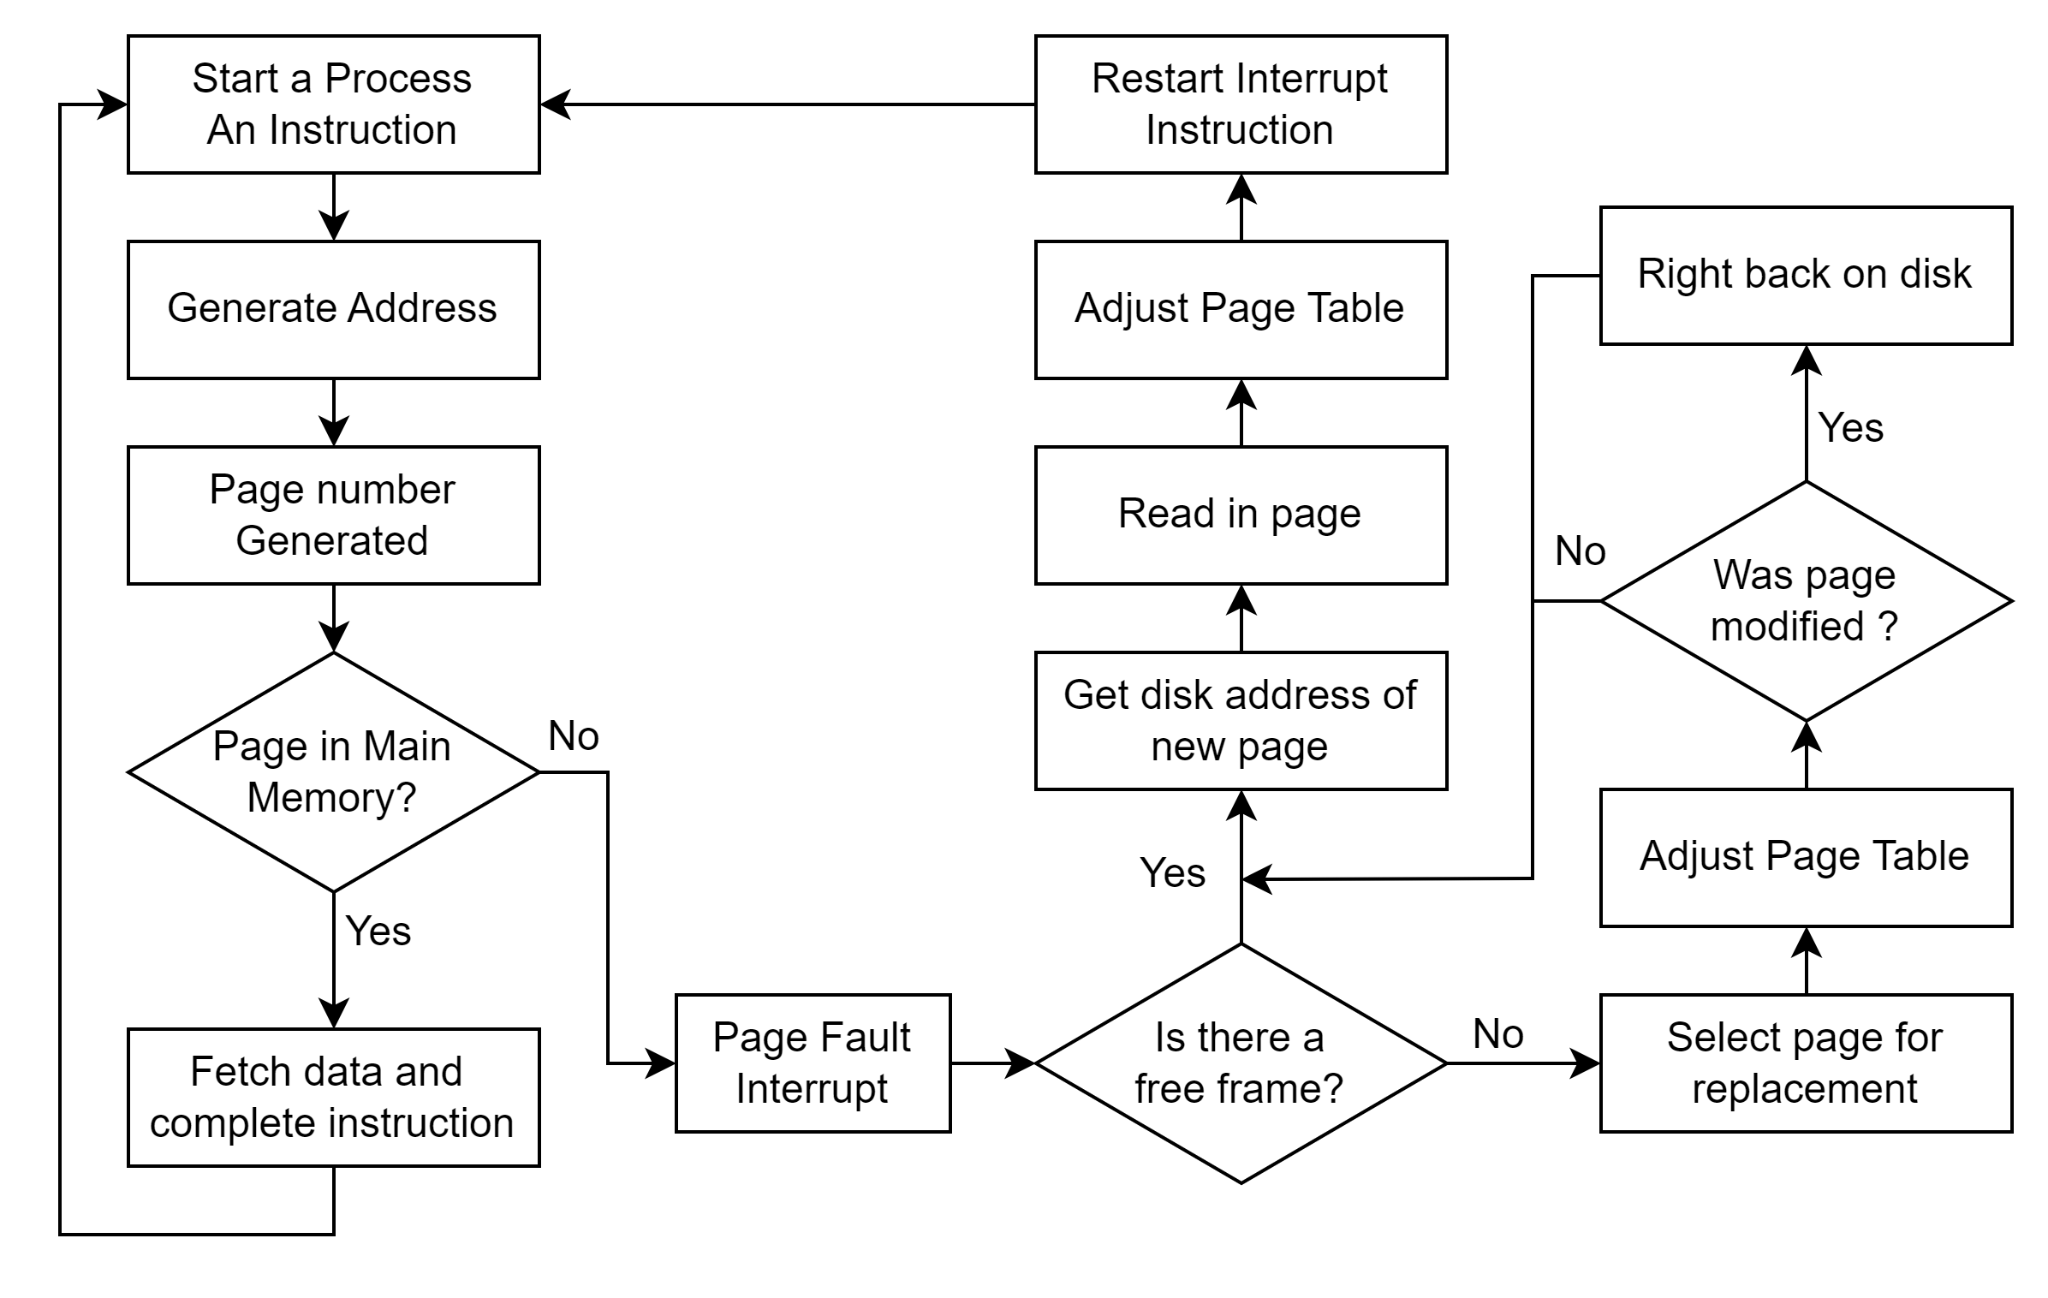 Start a Process
An Instruction
Generate Address
Page number
Generated
Page in Main
Memory?
No
Yes
Fetch data and
complete instruction
Page Fault
Interrupt
Is there a
free frame?
Yes
No
Get disk address of
new page
Read in page
Adjust Page Table
Restart Interrupt
Instruction
Select page for
replacement
Adjust Page Table
Was page
modified ?
No
Yes
Right back on disk